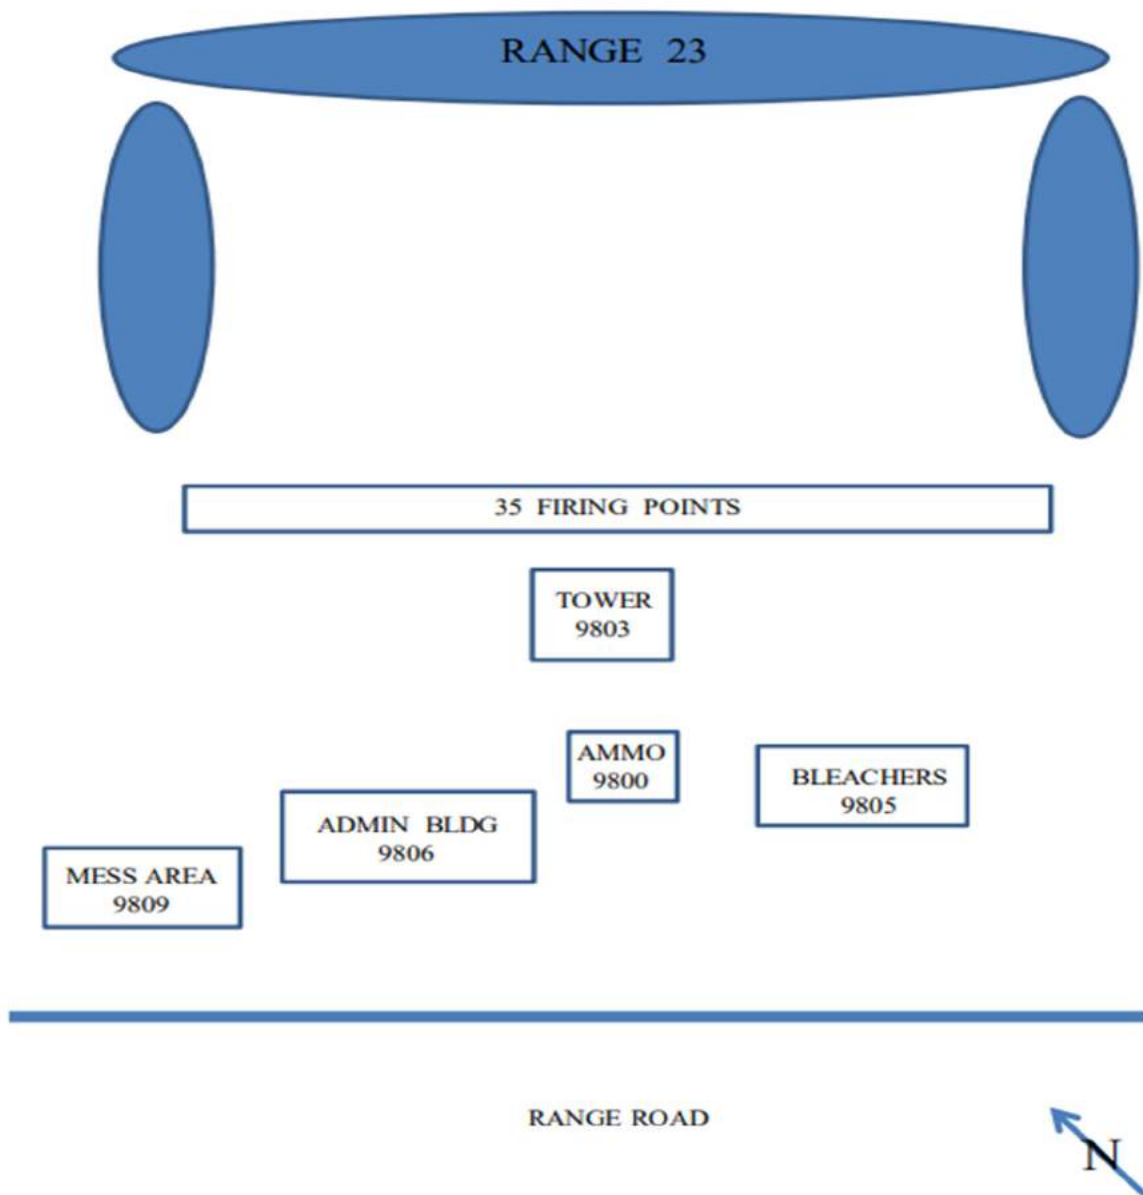 RANGE 23
35 FIRING POINTS
TOWER
9803
AMMO
9800
BLEACHERS
9805
ADMIN BLDG
9806
MESS AREA
9809
RANGE ROAD
N